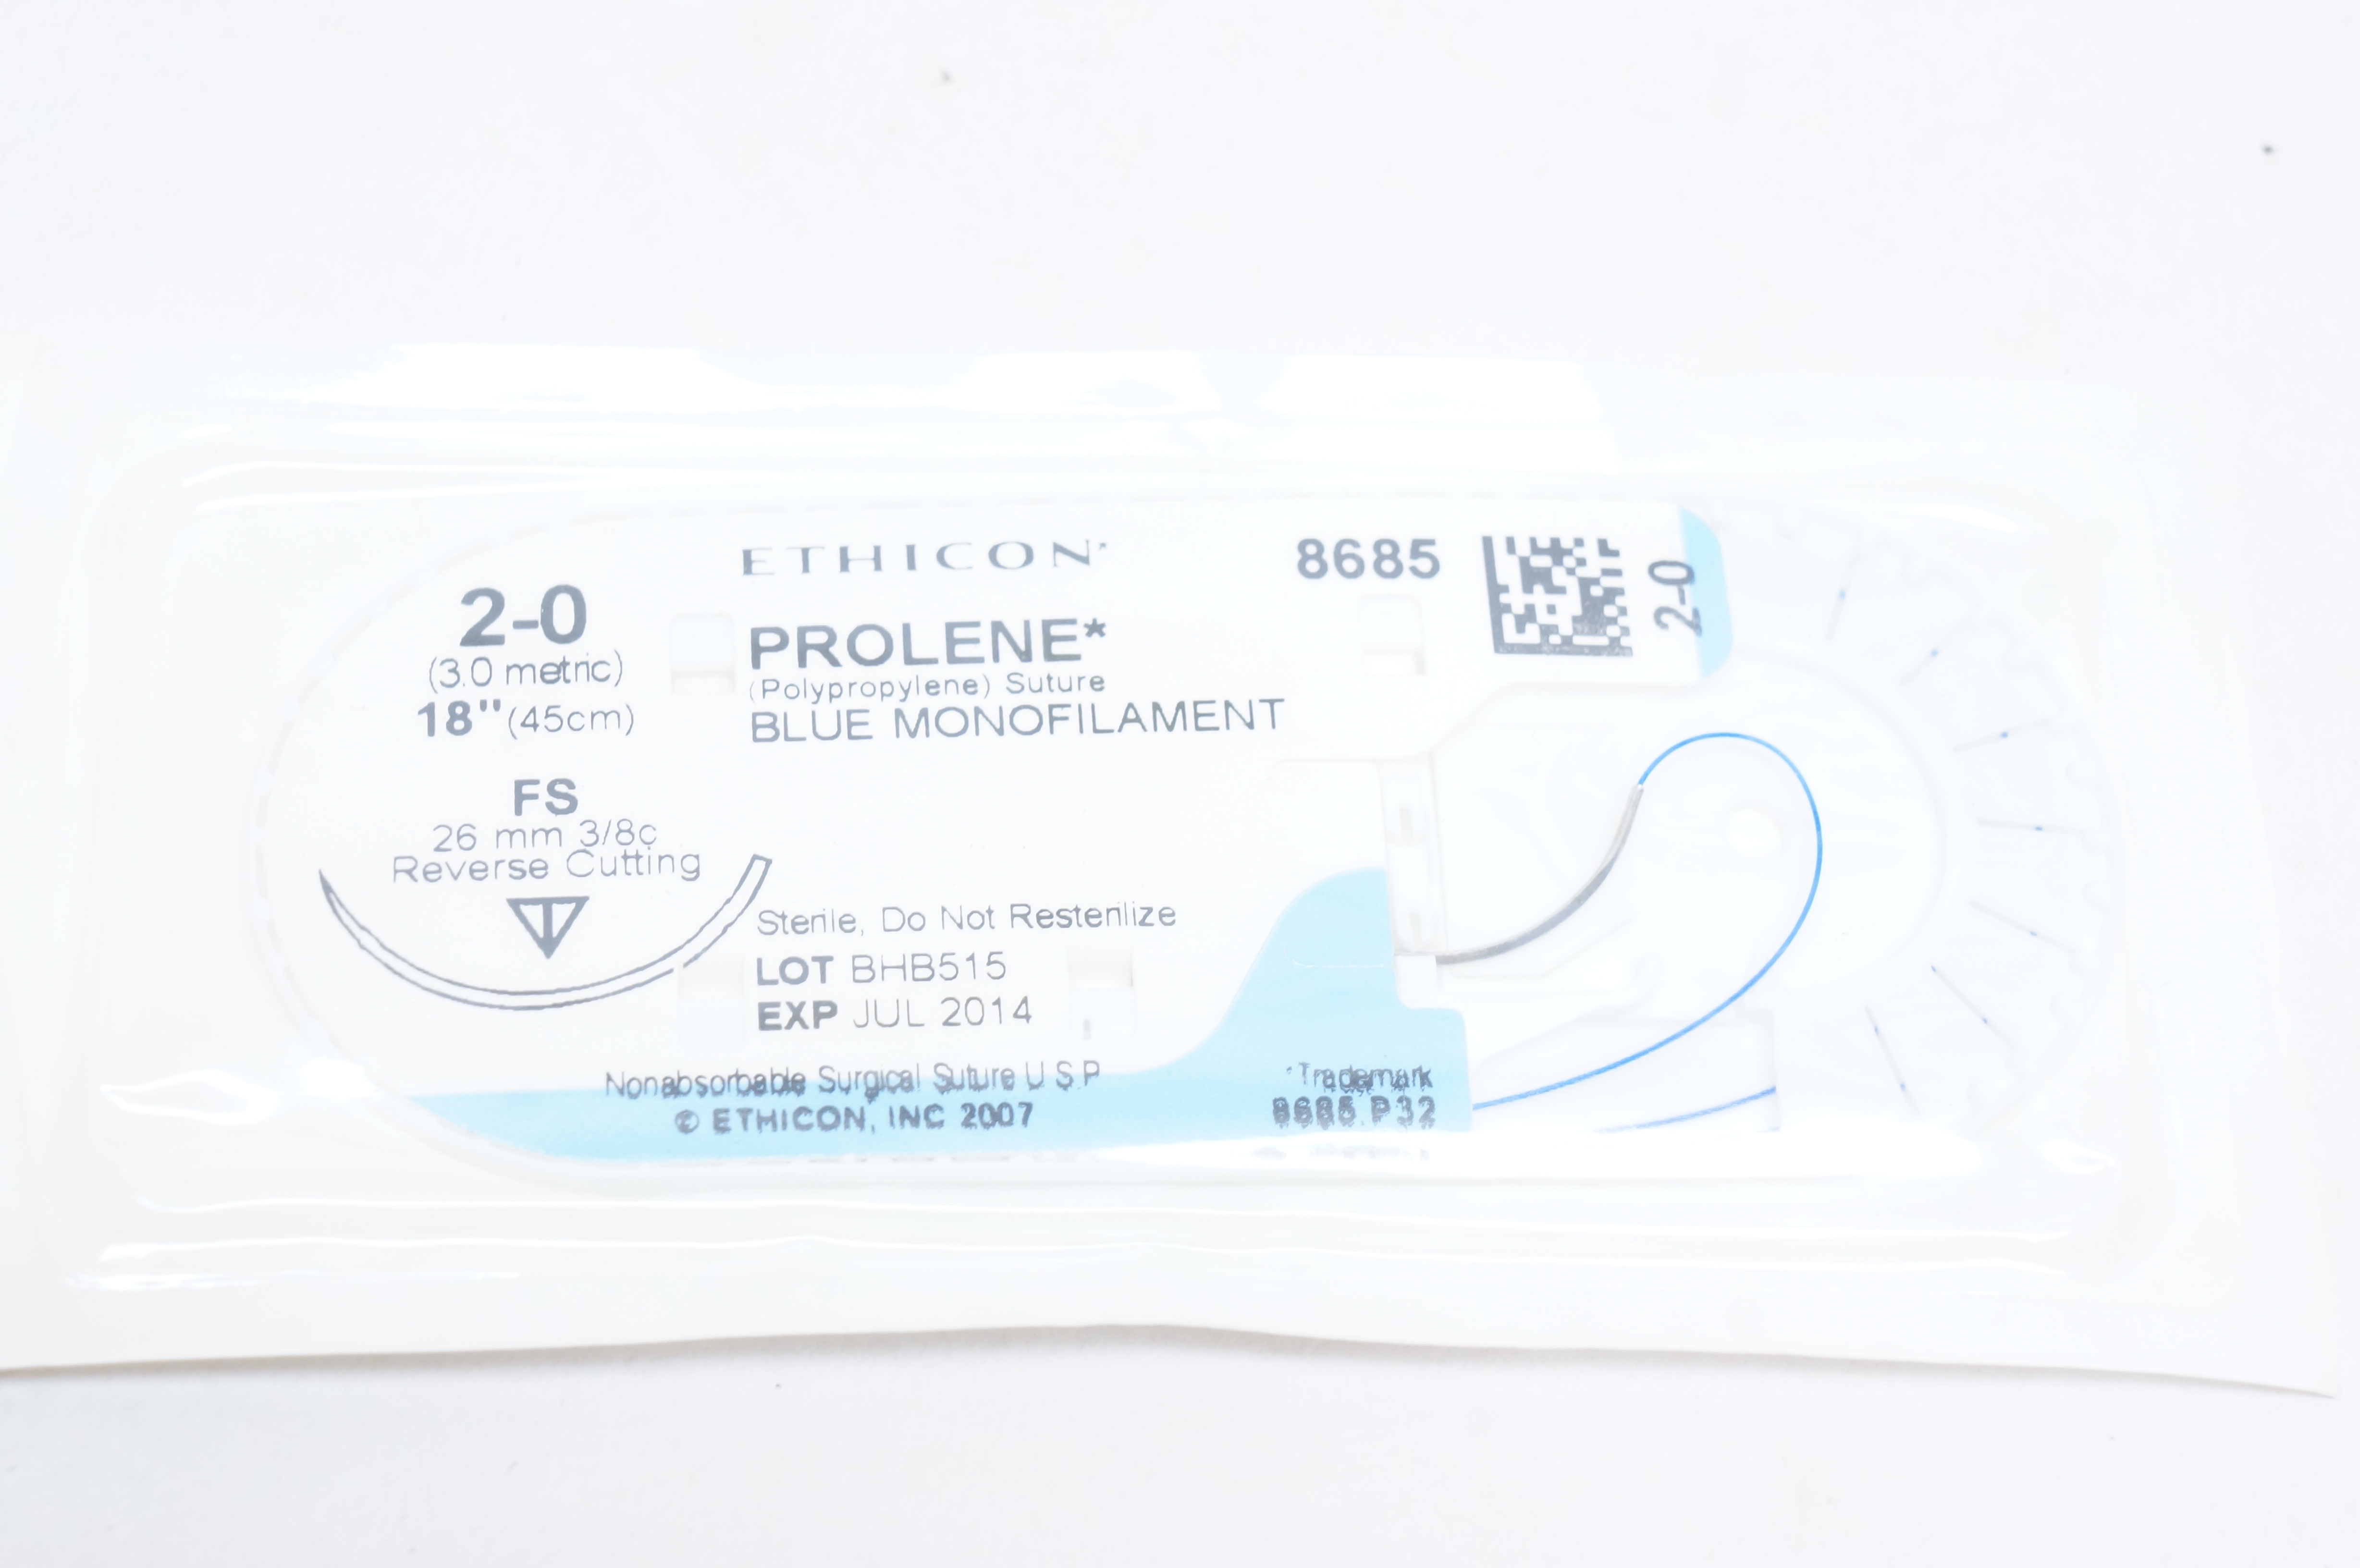 ETHICON*
8685
2-0
2-0
(3.0 metric)
18" (45cm)
PROLENE*
(Polypropylene) Suture
BLUE MONOFILAMENT
FS
26 mm 3/8c
Reverse Cutting
Sterile, Do Not Resterilize
LOT BHB515
EXP JUL 2014
Nonabsorbable Surgical Suture U S P
© ETHICON, INC 2007
*Trademark
8685.P32